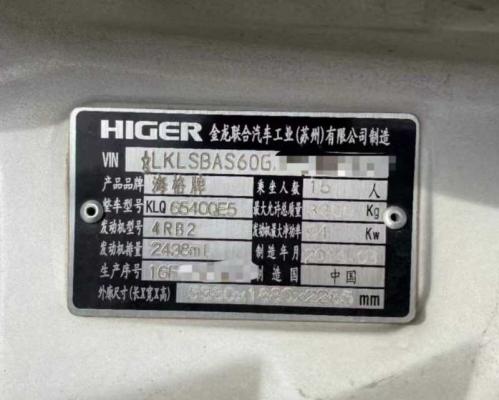 HIGER 金龙联合汽车工业(苏州)有限公司制造
VIN LKLSBAS60G
产品品牌 海格牌 乘坐人数 15 人
整车型号 KLQ6540QE5 最大允许总质量 Kg
发动机型号 4RB2 发动机最大净功率 Kw
发动机排量 2438mL 制造年月
生产序号 16 制造国 中国
外廓尺寸(长X宽X高) mm